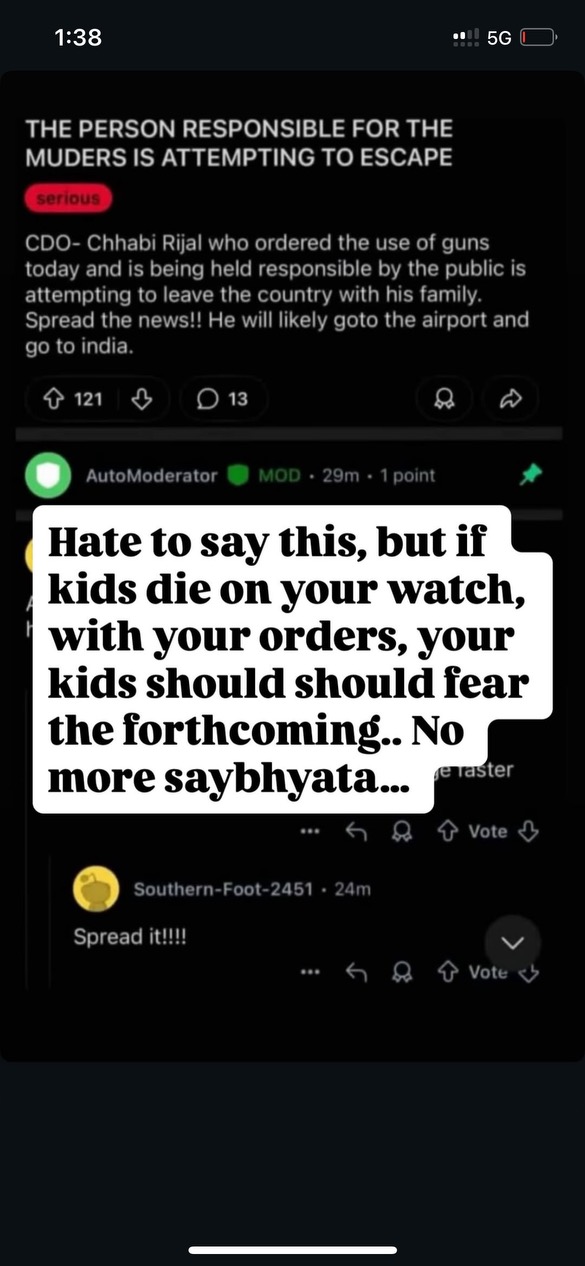 1:38
5G
THE PERSON RESPONSIBLE FOR THE
MUDERS IS ATTEMPTING TO ESCAPE
serious
CDO- Chhabi Rijal who ordered the use of guns
today and is being held responsible by the public is
attempting to leave the country with his family.
Spread the news!! He will likely goto the airport and
go to india.
121
13
AutoModerator MOD • 29m • 1 point
Hate to say this, but if
kids die on your watch,
with your orders, your
kids should should fear
the forthcoming.. No
more saybhyata...
faster
Vote
Southern-Foot-2451 • 24m
Spread it!!!!
Vote